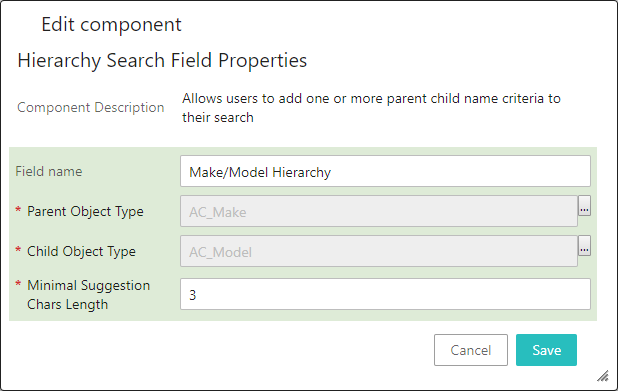 Edit component
Hierarchy Search Field Properties
Component Description
Allows users to add one or more parent child name criteria to
their search
Field name
Make/Model Hierarchy
* Parent Object Type
AC_Make
...
* Child Object Type
AC_Model
...
* Minimal Suggestion
Chars Length
3
Cancel
Save